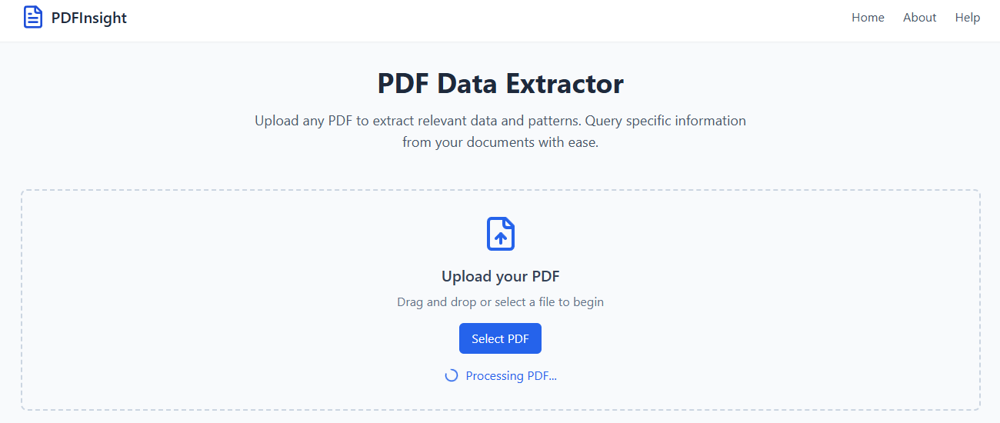 PDFInsight
Home About Help
PDF Data Extractor
Upload any PDF to extract relevant data and patterns. Query specific information
from your documents with ease.
Upload your PDF
Drag and drop or select a file to begin
Select PDF
Processing PDF...